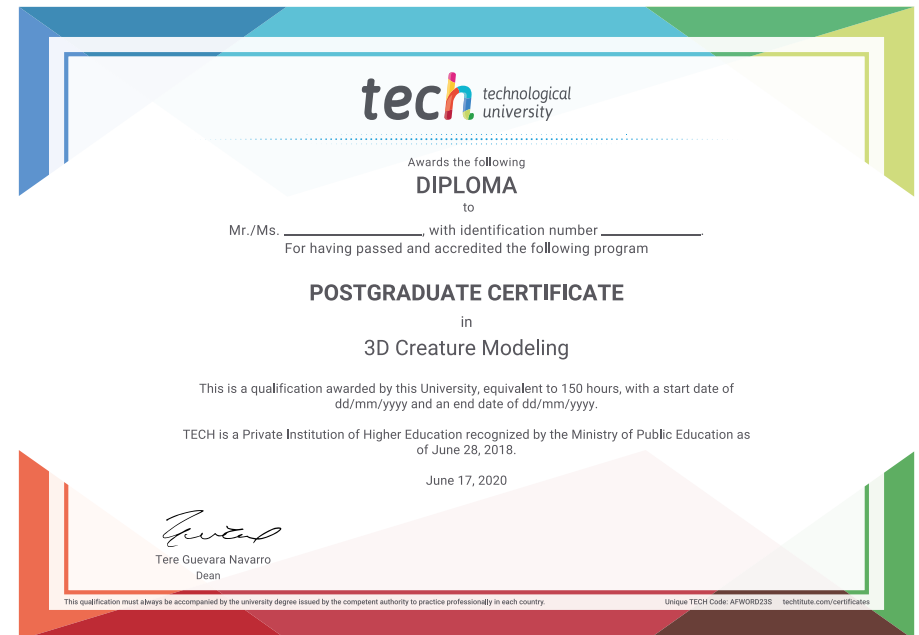 tech technological
university
Awards the following
DIPLOMA
to
Mr./Ms. ____________________, with identification number ______________.
For having passed and accredited the following program
POSTGRADUATE CERTIFICATE
in
3D Creature Modeling
This is a qualification awarded by this University, equivalent to 150 hours, with a start date of
dd/mm/yyyy and an end date of dd/mm/yyyy.
TECH is a Private Institution of Higher Education recognized by the Ministry of Public Education as
of June 28, 2018.
June 17, 2020
Tere Guevara Navarro
Dean
This qualification must always be accompanied by the university degree issued by the competent authority to practice professionally in each country. Unique TECH Code: AFWORD23S techtitute.com/certificates